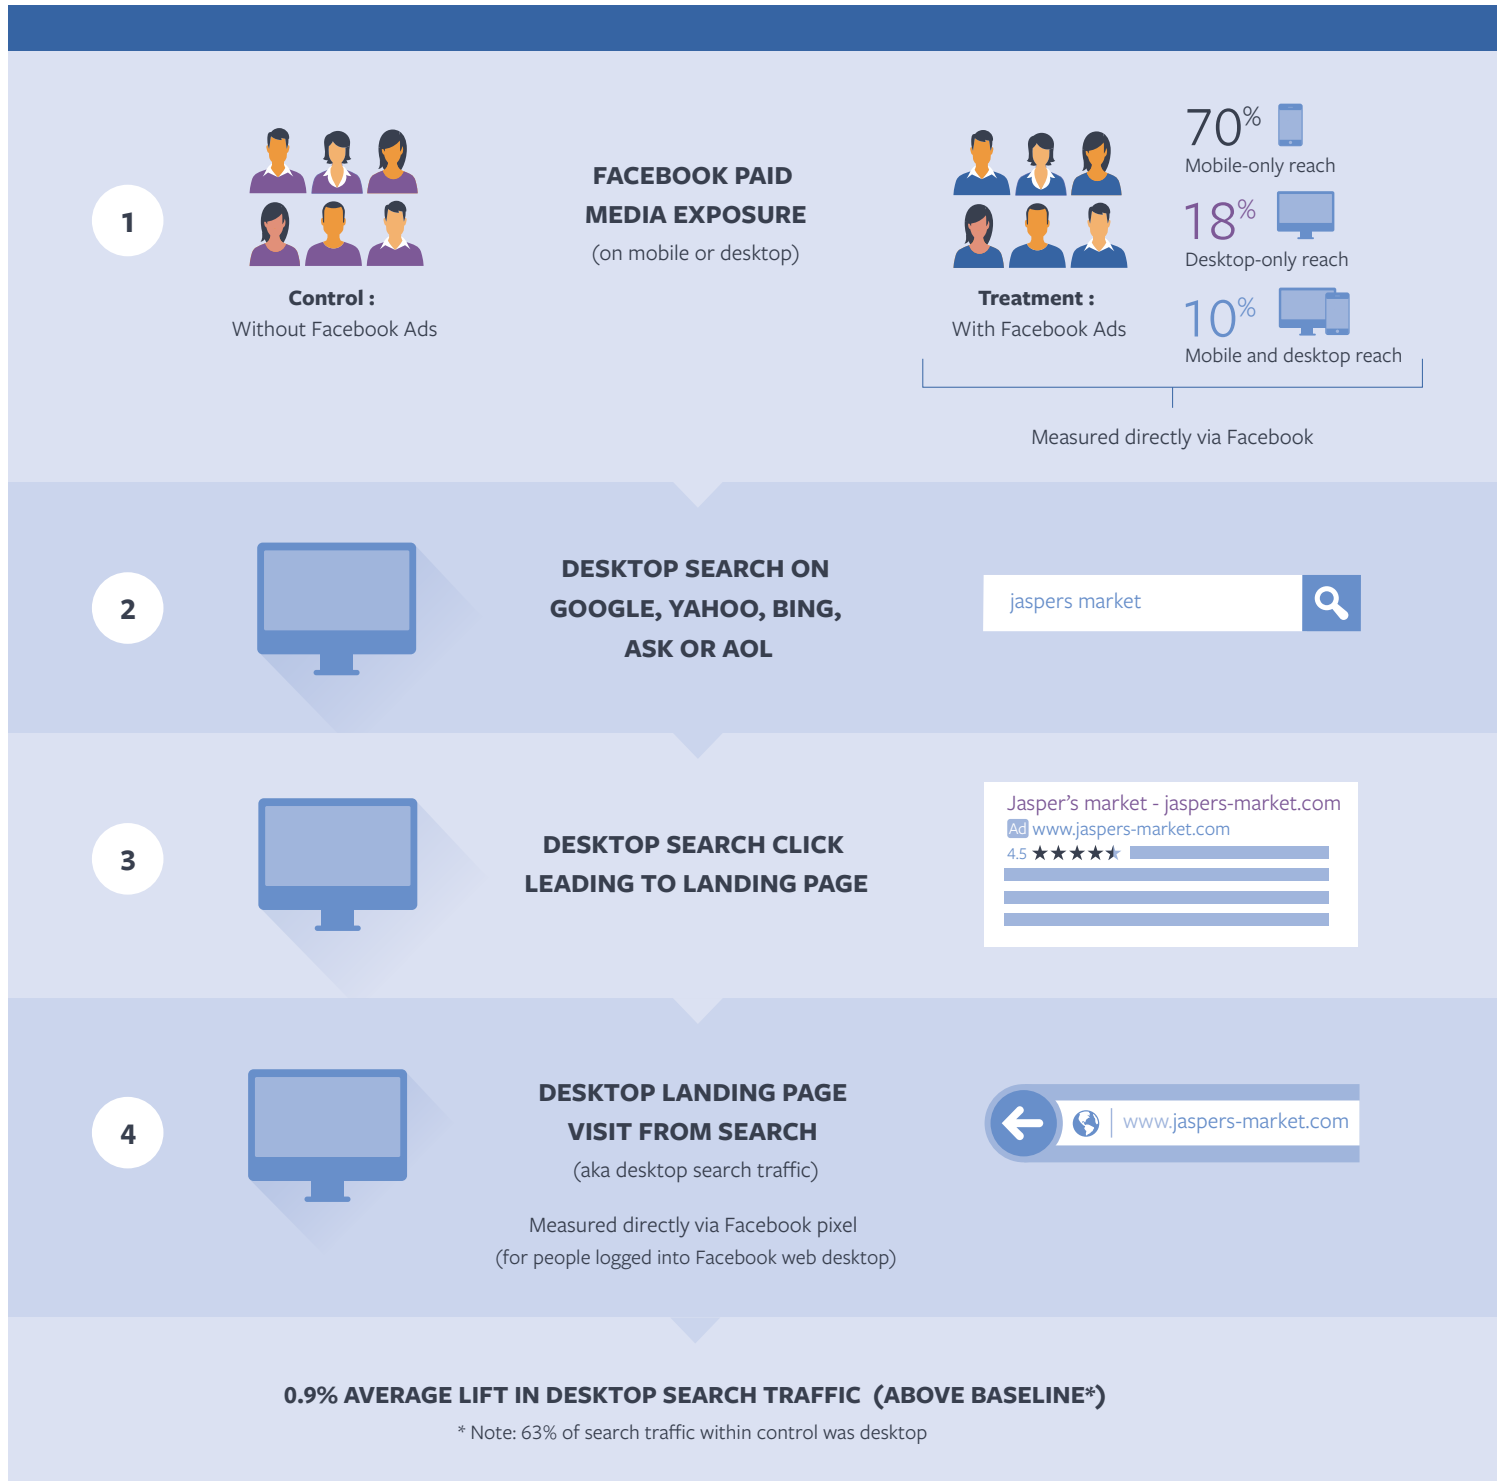 1
Control :
Without Facebook Ads
FACEBOOK PAID
MEDIA EXPOSURE
(on mobile or desktop)
Treatment :
With Facebook Ads
70%
Mobile-only reach
18%
Desktop-only reach
10%
Mobile and desktop reach
Measured directly via Facebook
2
DESKTOP SEARCH ON
GOOGLE, YAHOO, BING,
ASK OR AOL
jaspers market
3
DESKTOP SEARCH CLICK
LEADING TO LANDING PAGE
Jasper's market - jaspers-market.com
Ad www.jaspers-market.com
4.5
4
DESKTOP LANDING PAGE
VISIT FROM SEARCH
(aka desktop search traffic)
Measured directly via Facebook pixel
(for people logged into Facebook web desktop)
www.jaspers-market.com
0.9% AVERAGE LIFT IN DESKTOP SEARCH TRAFFIC (ABOVE BASELINE*)
* Note: 63% of search traffic within control was desktop